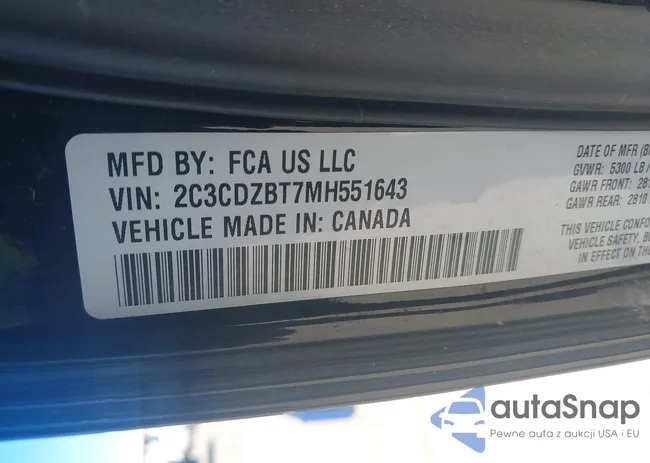 MFD BY: FCA US LLC
VIN: 2C3CDZBT7MH551643
VEHICLE MADE IN: CANADA
DATE OF MFR
GVWR: 5300 LB
GAWR FRONT:
GAWR REAR: 2810
THIS VEHICLE
VEHICLE SAFETY,
IN EFFECT ON
autaSnap
Pewne auta z aukcji USA i EU